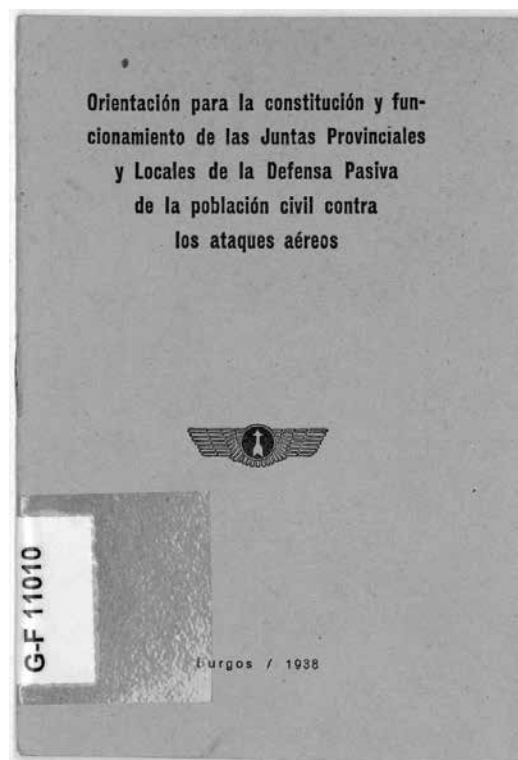 Orientación para la constitución y fun-
cionamiento de las Juntas Provinciales
y Locales de la Defensa Pasiva
de la población civil contra
los ataques aéreos
G-F 11010
Burgos / 1938